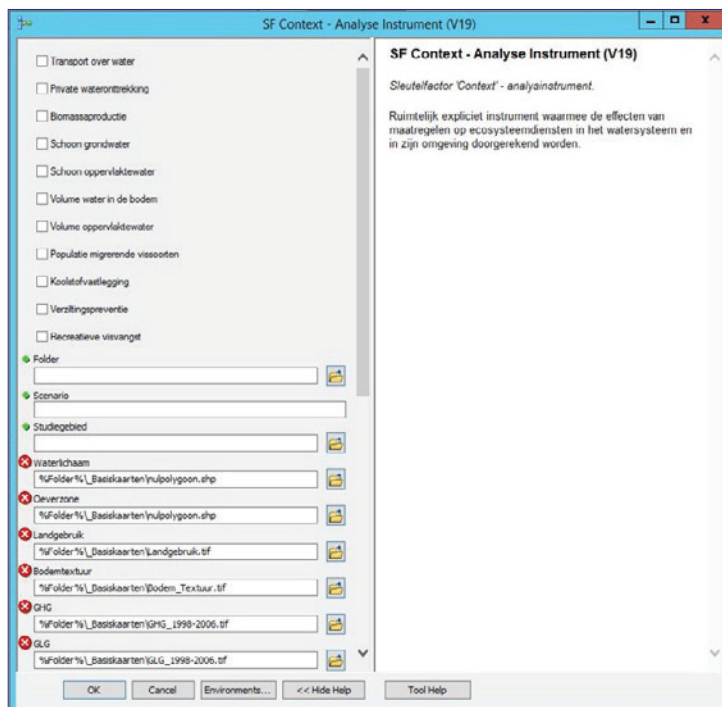 SF Context - Analyse Instrument (V19)
Transport over water
Private wateronttrekking
Biomassaproductie
Schoon grondwater
Schoon oppervlaktewater
Volume water in de bodem
Volume oppervlaktewater
Populatie migrerende vissoorten
Koolstofvastlegging
Verziltingspreventie
Recreatieve visvangst
Folder
Scenario
Studiegebied
Waterlichaam
%Folder%\_Basiskaarten\nulpolygoon.shp
Oeverzone
%Folder%\_Basiskaarten\nulpolygoon.shp
Landgebruik
%Folder%\_Basiskaarten\Landgebruik.tif
Bodemtextuur
%Folder%\_Basiskaarten\Bodem_Textuur.tif
GHG
%Folder%\_Basiskaarten\GHG_1998-2006.tif
GLG
%Folder%\_Basiskaarten\GLG_1998-2006.tif
SF Context - Analyse Instrument (V19)
Sleutelfactor 'Context' - analysinstrument.
Ruimtelijk expliciet instrument waarmee de effecten van
maatregelen op ecosysteemdiensten in het watersysteem en
in zijn omgeving doorgerekend worden.
OK
Cancel
Environments...
<< Hide Help
Tool Help